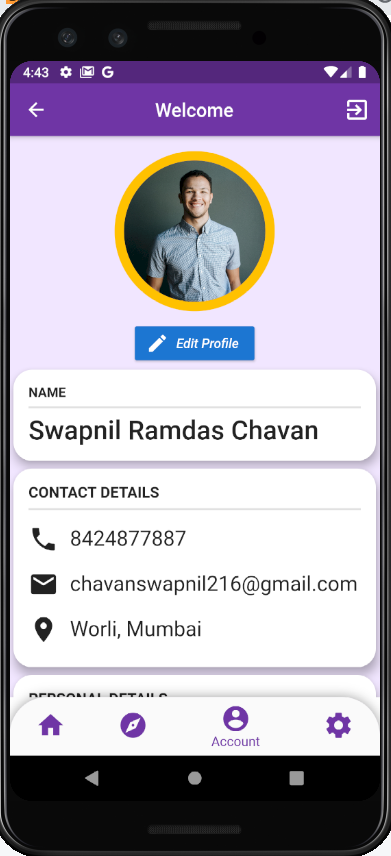 4:43
Welcome
Edit Profile
NAME
Swapnil Ramdas Chavan
CONTACT DETAILS
8424877887
chavanswapnil216@gmail.com
Worli, Mumbai
PERSONAL DETAILS
Account